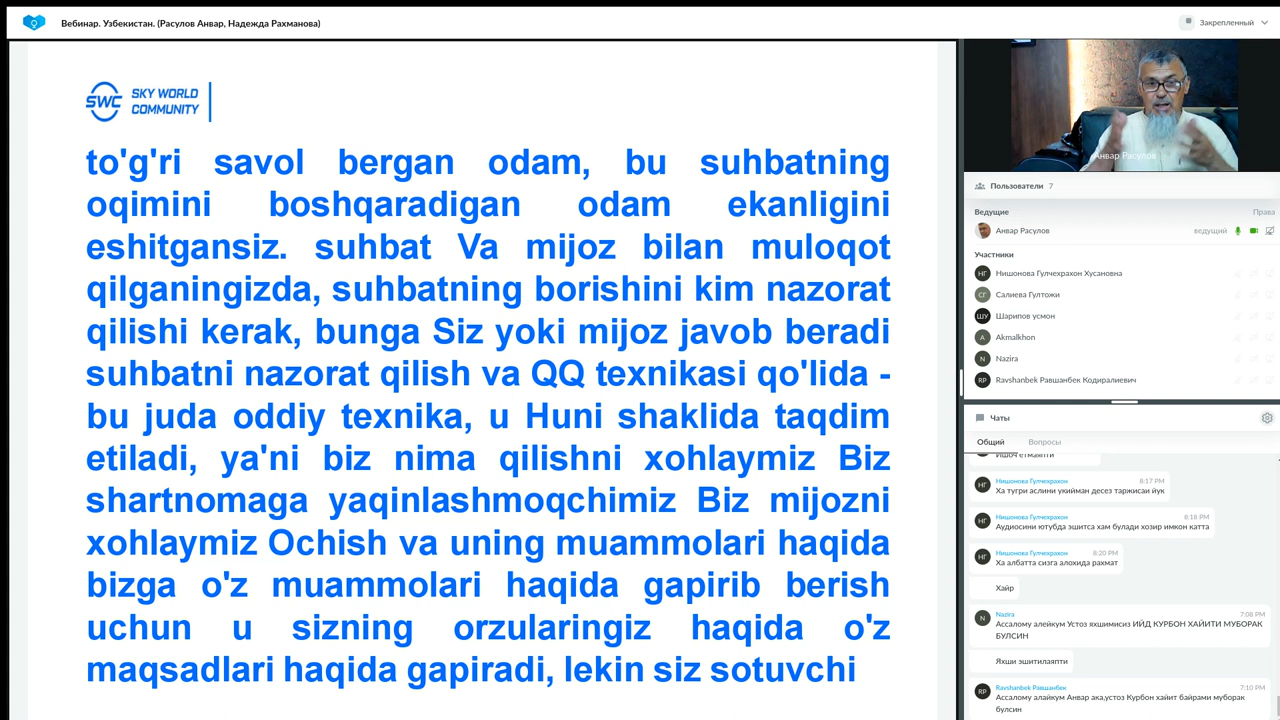 Вебинар. Узбекистан. (Расулов Анвар, Надежда Рахманова)
Закрепленный
SWC
SKY WORLD
COMMUNITY
to'g'ri savol bergan odam, bu suhbatning
oqimini boshqaradigan odam ekanligini
eshitgansiz. suhbat Va mijoz bilan muloqot
qilganingizda, suhbatning borishini kim nazorat
qilishi kerak, bunga Siz yoki mijoz javob beradi
suhbatni nazorat qilish va QQ texnikasi qo'lida -
bu juda oddiy texnika, u Huni shaklida taqdim
etiladi, ya'ni biz nima qilishni xohlaymiz Biz
shartnomaga yaqinlashmoqchimiz Biz mijozni
xohlaymiz Ochish va uning muammolari haqida
bizga o'z muammolari haqida gapirib berish
uchun u sizning orzularingiz haqida o'z
maqsadlari haqida gapiradi, lekin siz sotuvchi
Анвар Расулов
Пользователи 7
Ведущие Права
Анвар Расулов ведущий
Участники
НГ Нишонова Гулчехрахон Хусановна
СГ Салиева Гултожи
ШУ Шарипов усмон
A Akmalkhon
N Nazira
RP Ravshanbek Равшанбек Кодиралиевич
Чаты
Общий Вопросы
НГ Нишонова Гулчехрахон 8:17 PM
Ха тугри аслини укийман десез таржисаи йук
НГ Нишонова Гулчехрахон 8:18 PM
Аудиосини ютубда эшитса хам булади хозир имкон катта
НГ Нишонова Гулчехрахон 8:20 PM
Ха албатта сизга алохида рахмат
Хайр
N Nazira 7:08 PM
Ассалому алейкум Устоз яхшимисиз ИЙД КУРБОН ХАЙИТИ МУБОРАК
БУЛСИН
Яхши эшитилаяпти
RP Ravshanbek Равшанбек 7:10 PM
Ассалому алайкум Анвар ака,устоз Курбон хайит байрами муборак
булсин